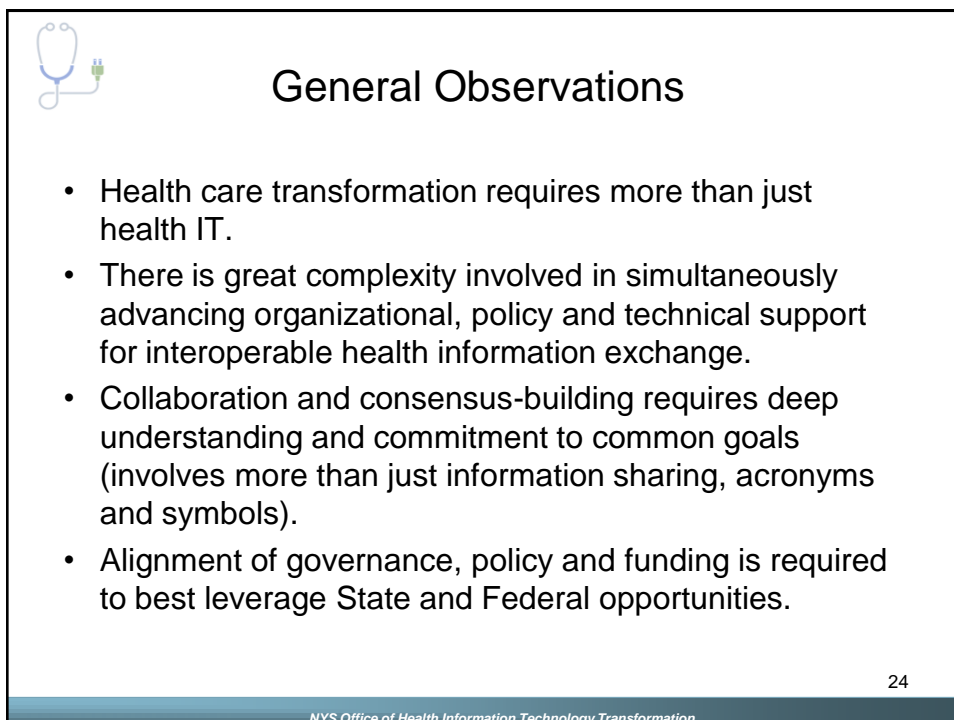 General Observations
• Health care transformation requires more than just
health IT.
• There is great complexity involved in simultaneously
advancing organizational, policy and technical support
for interoperable health information exchange.
• Collaboration and consensus-building requires deep
understanding and commitment to common goals
(involves more than just information sharing, acronyms
and symbols).
• Alignment of governance, policy and funding is required
to best leverage State and Federal opportunities.
24
NYS Office of Health Information Technology Transformation